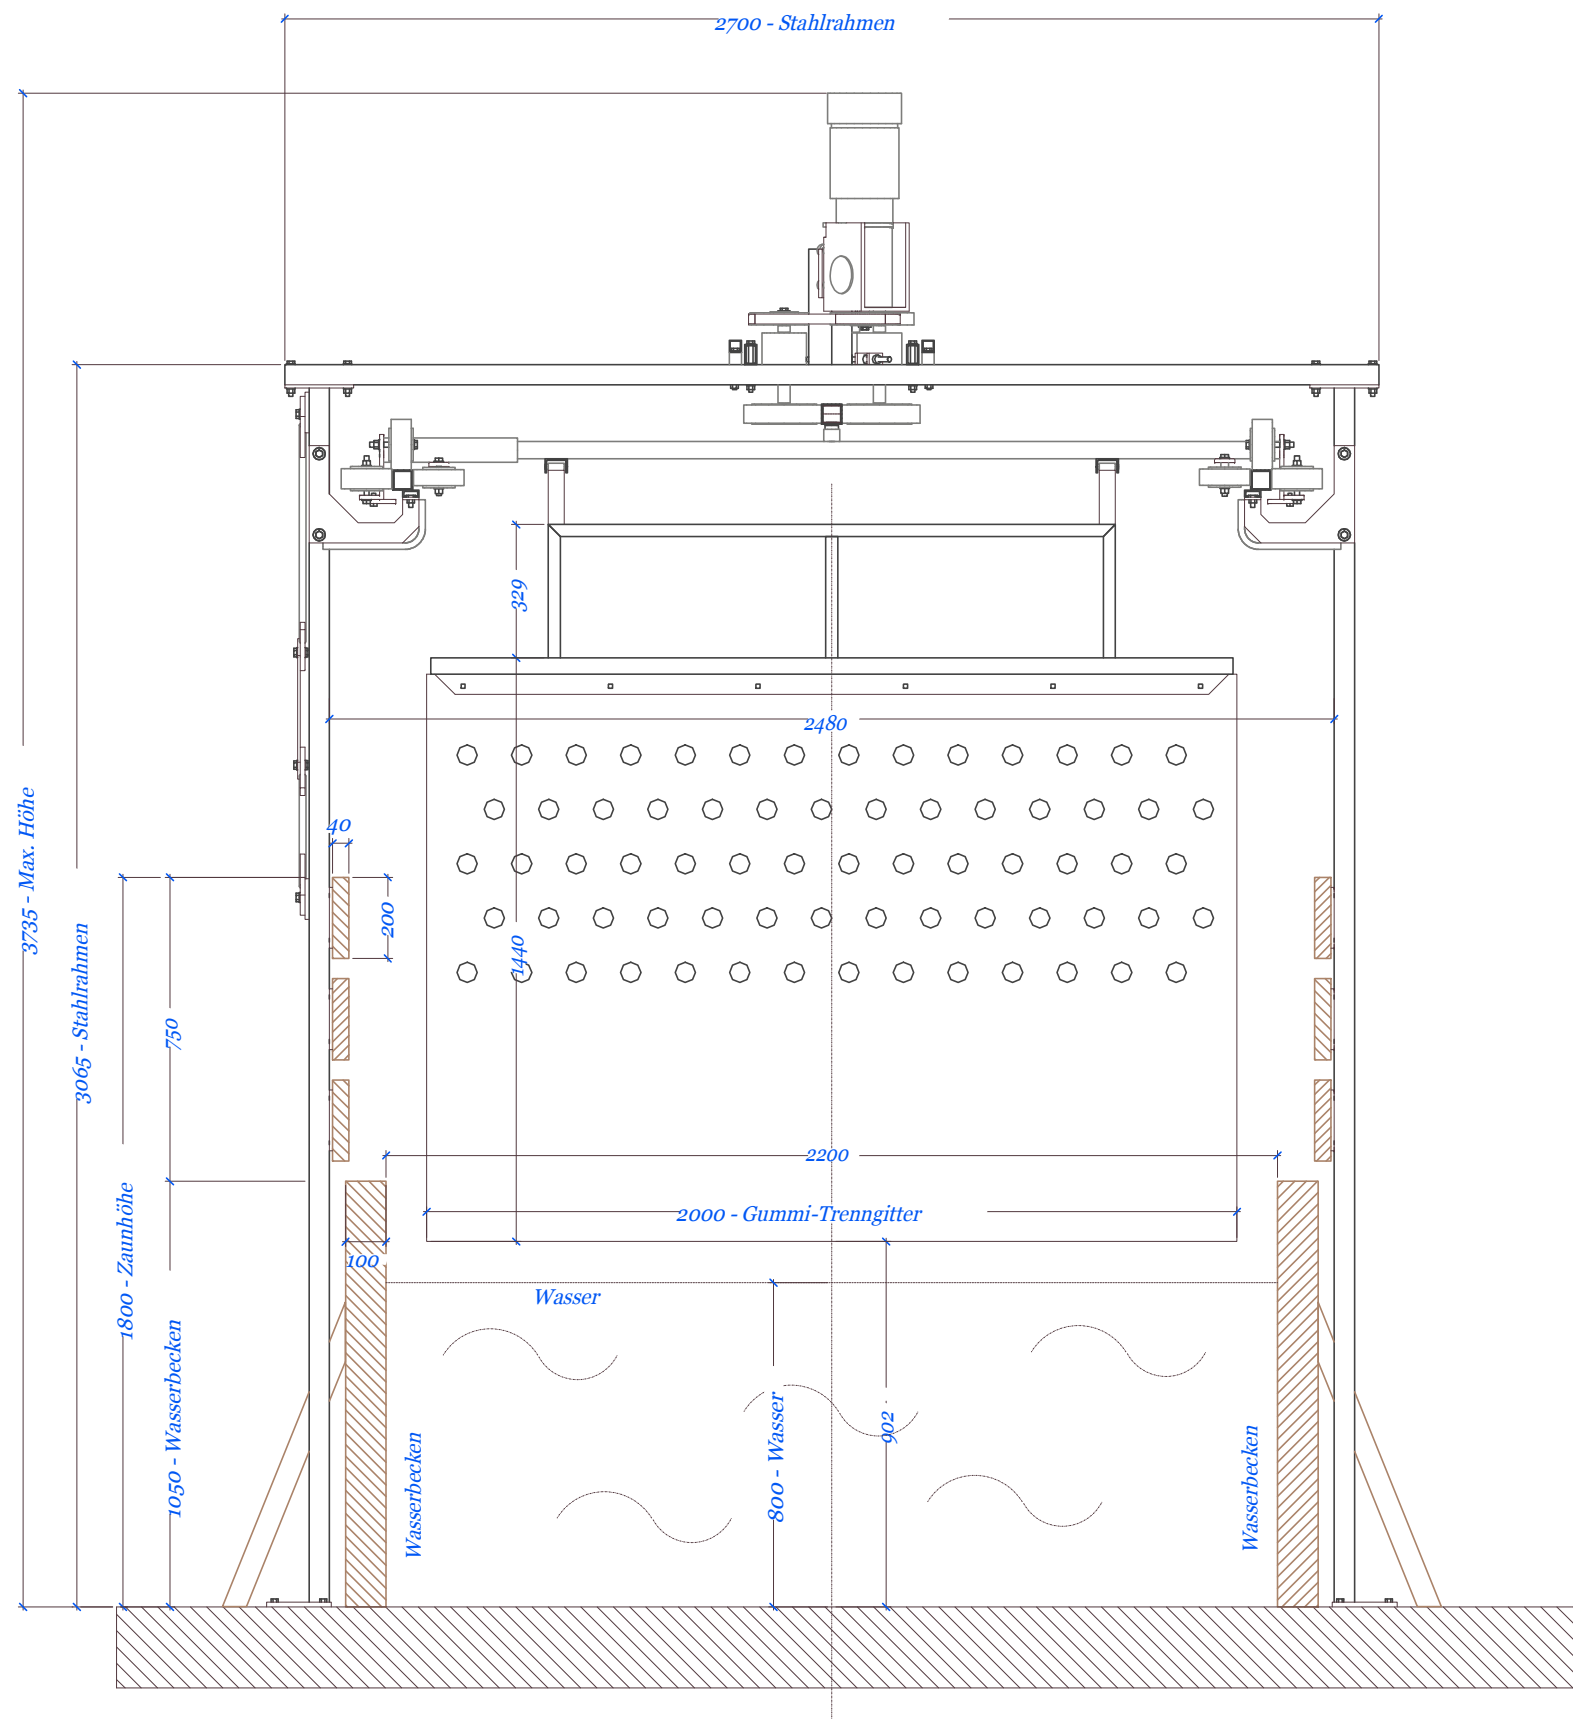 2700 - Stahlrahmen
329
2480
3735 - Max. Höhe
40
200
3065 - Stahlrahmen
1440
750
2200
1800 - Zaunhöhe
2000 - Gummi-Trenngitter
100
Wasser
1050 - Wasserbecken
Wasserbecken
800 - Wasser
902
Wasserbecken